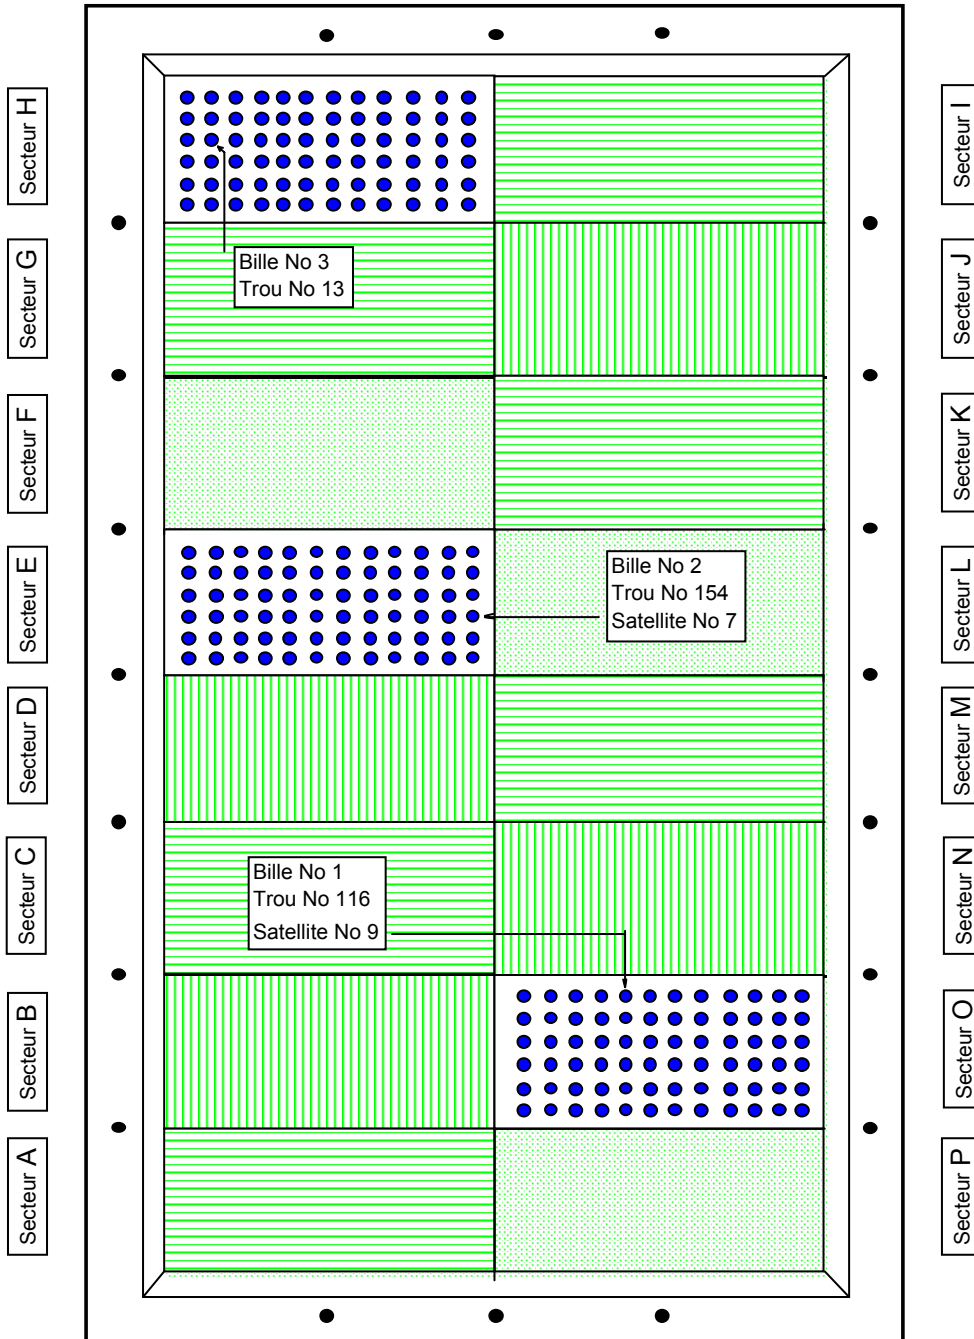 Secteur H
Secteur G
Secteur F
Secteur E
Secteur D
Secteur C
Secteur B
Secteur A
Bille No 3
Trou No 13
Bille No 2
Trou No 154
Satellite No 7
Bille No 1
Trou No 116
Satellite No 9
Secteur I
Secteur J
Secteur K
Secteur L
Secteur M
Secteur N
Secteur O
Secteur P